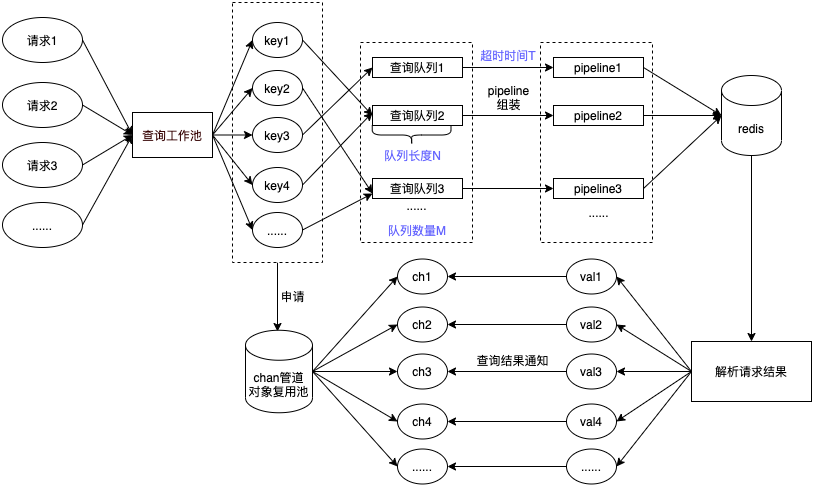 请求1
请求2
请求3
......
查询工作池
key1
key2
key3
key4
......
查询队列1
查询队列2
队列长度N
查询队列3
......
队列数量M
超时时间T
pipeline
组装
pipeline1
pipeline2
pipeline3
......
redis
申请
chan管道
对象复用池
ch1
ch2
ch3
ch4
......
查询结果通知
val1
val2
val3
val4
......
解析请求结果